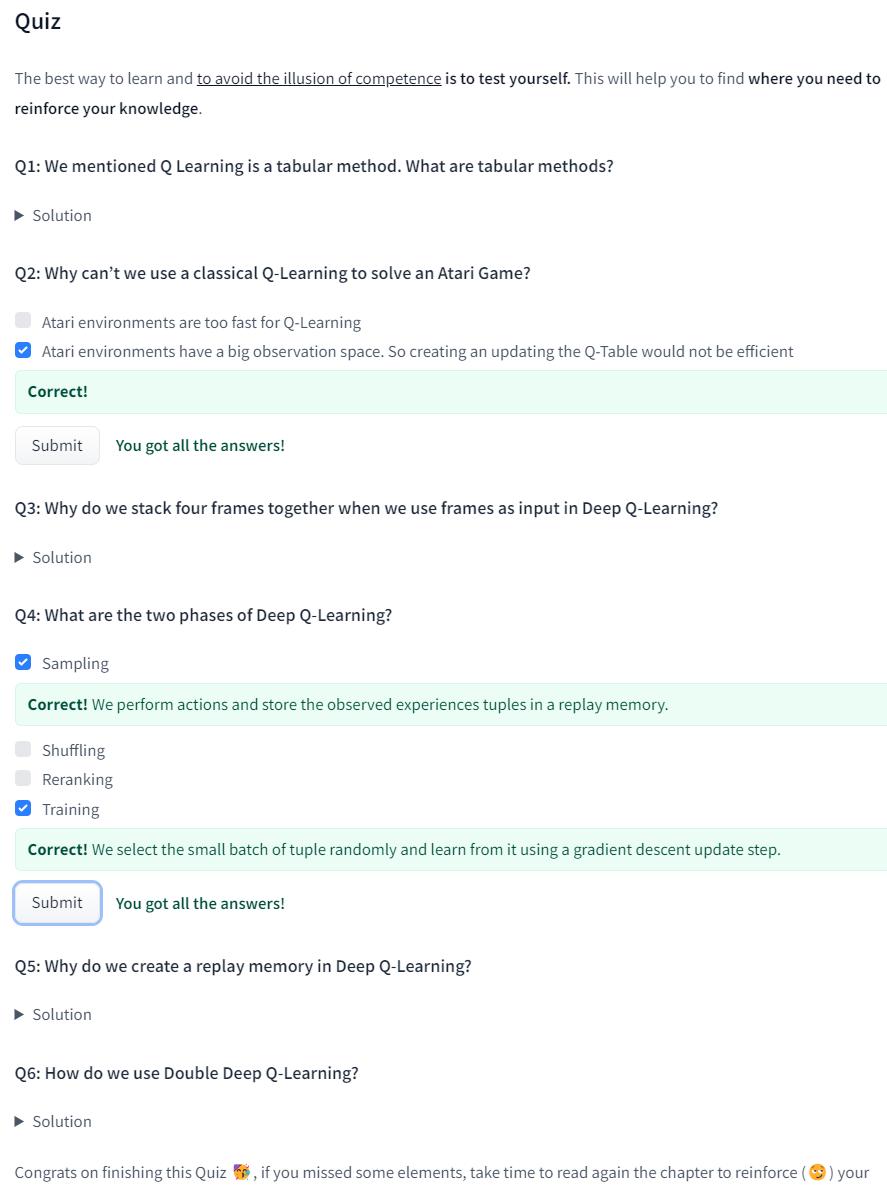 Quiz
The best way to learn and to avoid the illusion of competence is to test yourself. This will help you to find where you need to
reinforce your knowledge.
Q1: We mentioned Q Learning is a tabular method. What are tabular methods?
Solution
Q2: Why can’t we use a classical Q-Learning to solve an Atari Game?
Atari environments are too fast for Q-Learning
Atari environments have a big observation space. So creating an updating the Q-Table would not be efficient
Correct!
Submit You got all the answers!
Q3: Why do we stack four frames together when we use frames as input in Deep Q-Learning?
Solution
Q4: What are the two phases of Deep Q-Learning?
Sampling
Correct! We perform actions and store the observed experiences tuples in a replay memory.
Shuffling
Reranking
Training
Correct! We select the small batch of tuple randomly and learn from it using a gradient descent update step.
Submit You got all the answers!
Q5: Why do we create a replay memory in Deep Q-Learning?
Solution
Q6: How do we use Double Deep Q-Learning?
Solution
Congrats on finishing this Quiz 🥳, if you missed some elements, take time to read again the chapter to reinforce (😏) your